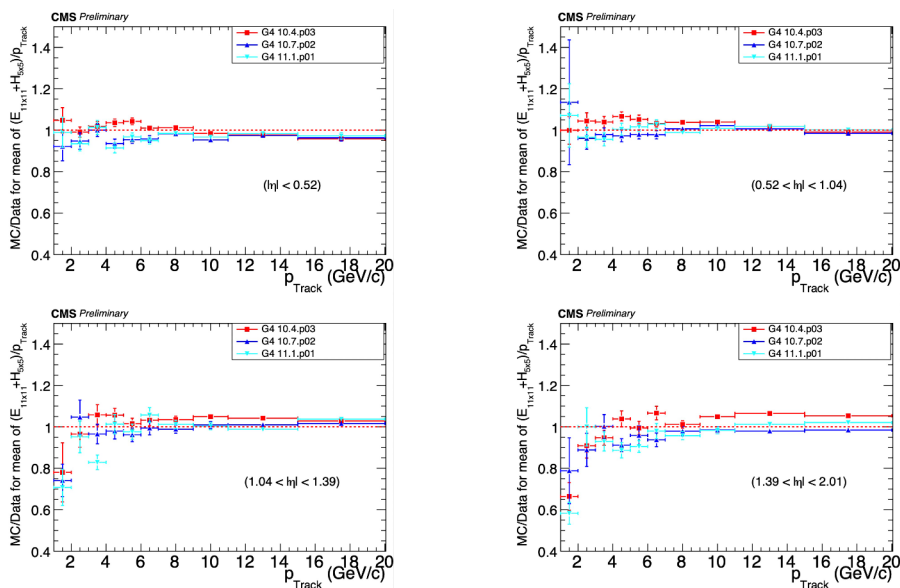 CMS Preliminary
MC/Data for mean of (E11x11+H5x5)/pTrack
1.4
1.2
1
0.8
0.6
0.4
G4 10.4.p03
G4 10.7.p02
G4 11.1.p01
(|η| < 0.52)
2 4 6 8 10 12 14 16 18 20
pTrack (GeV/c)
CMS Preliminary
MC/Data for mean of (E11x11+H5x5)/pTrack
1.4
1.2
1
0.8
0.6
0.4
G4 10.4.p03
G4 10.7.p02
G4 11.1.p01
(0.52 < |η| < 1.04)
2 4 6 8 10 12 14 16 18 20
pTrack (GeV/c)
CMS Preliminary
MC/Data for mean of (E11x11+H5x5)/pTrack
1.4
1.2
1
0.8
0.6
0.4
G4 10.4.p03
G4 10.7.p02
G4 11.1.p01
(1.04 < |η| < 1.39)
2 4 6 8 10 12 14 16 18 20
pTrack (GeV/c)
CMS Preliminary
MC/Data for mean of (E11x11+H5x5)/pTrack
1.4
1.2
1
0.8
0.6
0.4
G4 10.4.p03
G4 10.7.p02
G4 11.1.p01
(1.39 < |η| < 2.01)
2 4 6 8 10 12 14 16 18 20
pTrack (GeV/c)